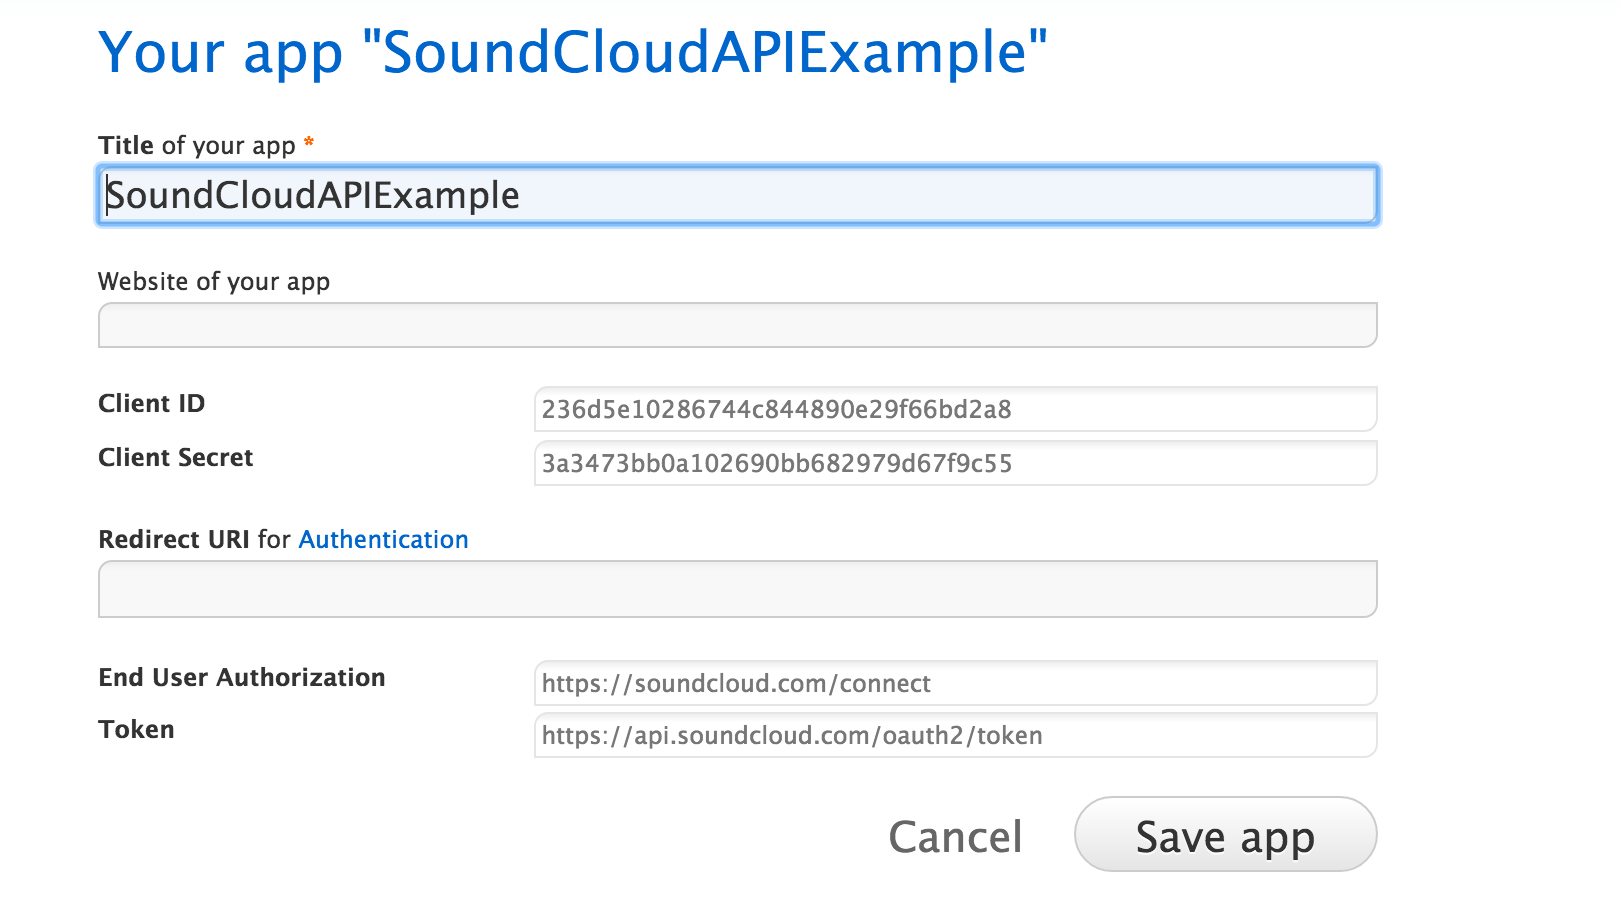 Your app "SoundCloudAPIExample"
Title of your app *
SoundCloudAPIExample
Website of your app
Client ID 236d5e10286744c844890e29f66bd2a8
Client Secret 3a3473bb0a102690bb682979d67f9c55
Redirect URI for Authentication
End User Authorization https://soundcloud.com/connect
Token https://api.soundcloud.com/oauth2/token
Cancel Save app